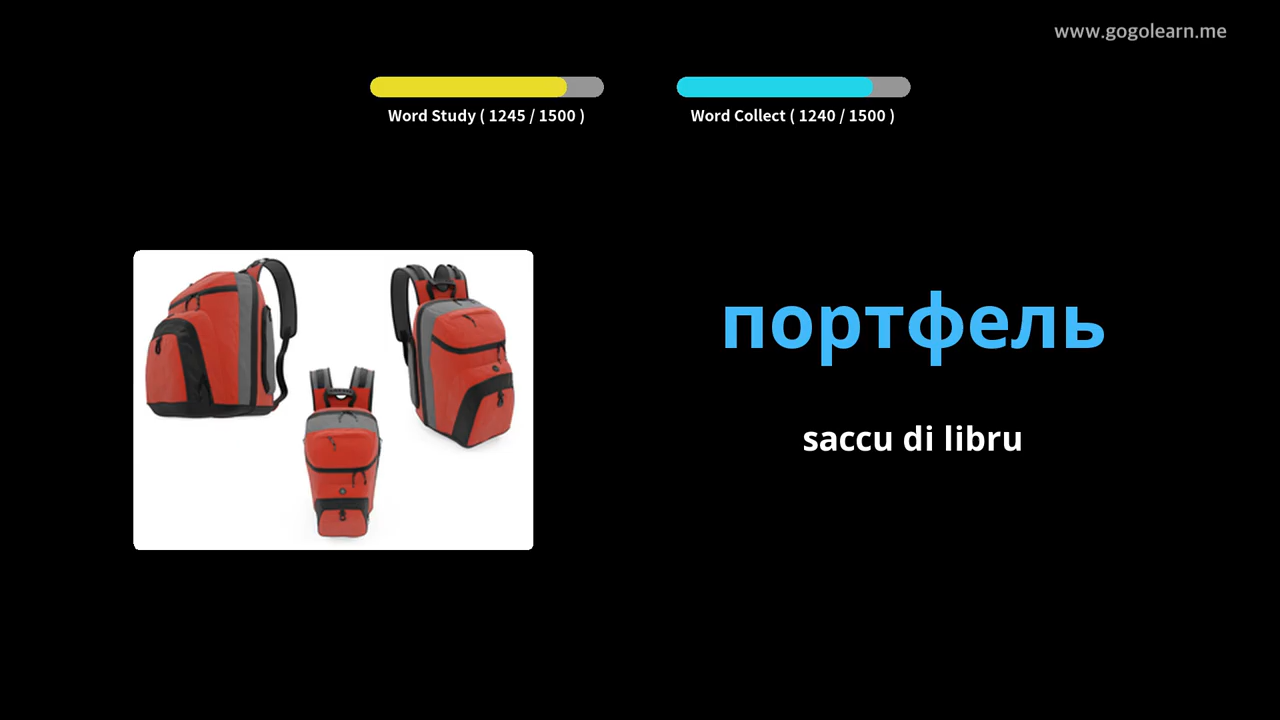 www.gogolearn.me
Word Study ( 1245 / 1500 )
Word Collect ( 1240 / 1500 )
портфель
saccu di libru